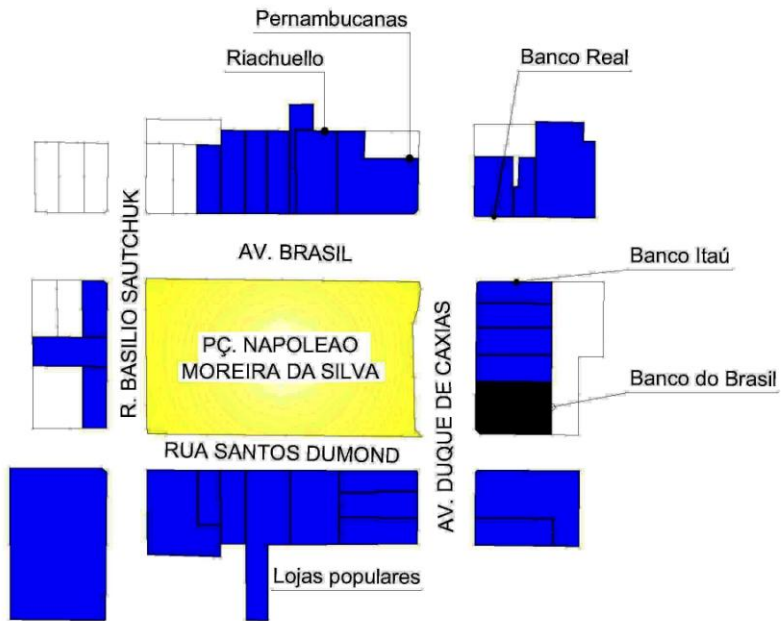 Pernambucanas
Riachuello
Banco Real
R. BASILIO SAUTCHUK
AV. BRASIL
Banco Itaú
PÇ. NAPOLEAO
MOREIRA DA SILVA
AV. DUQUE DE CAXIAS
Banco do Brasil
RUA SANTOS DUMOND
Lojas populares